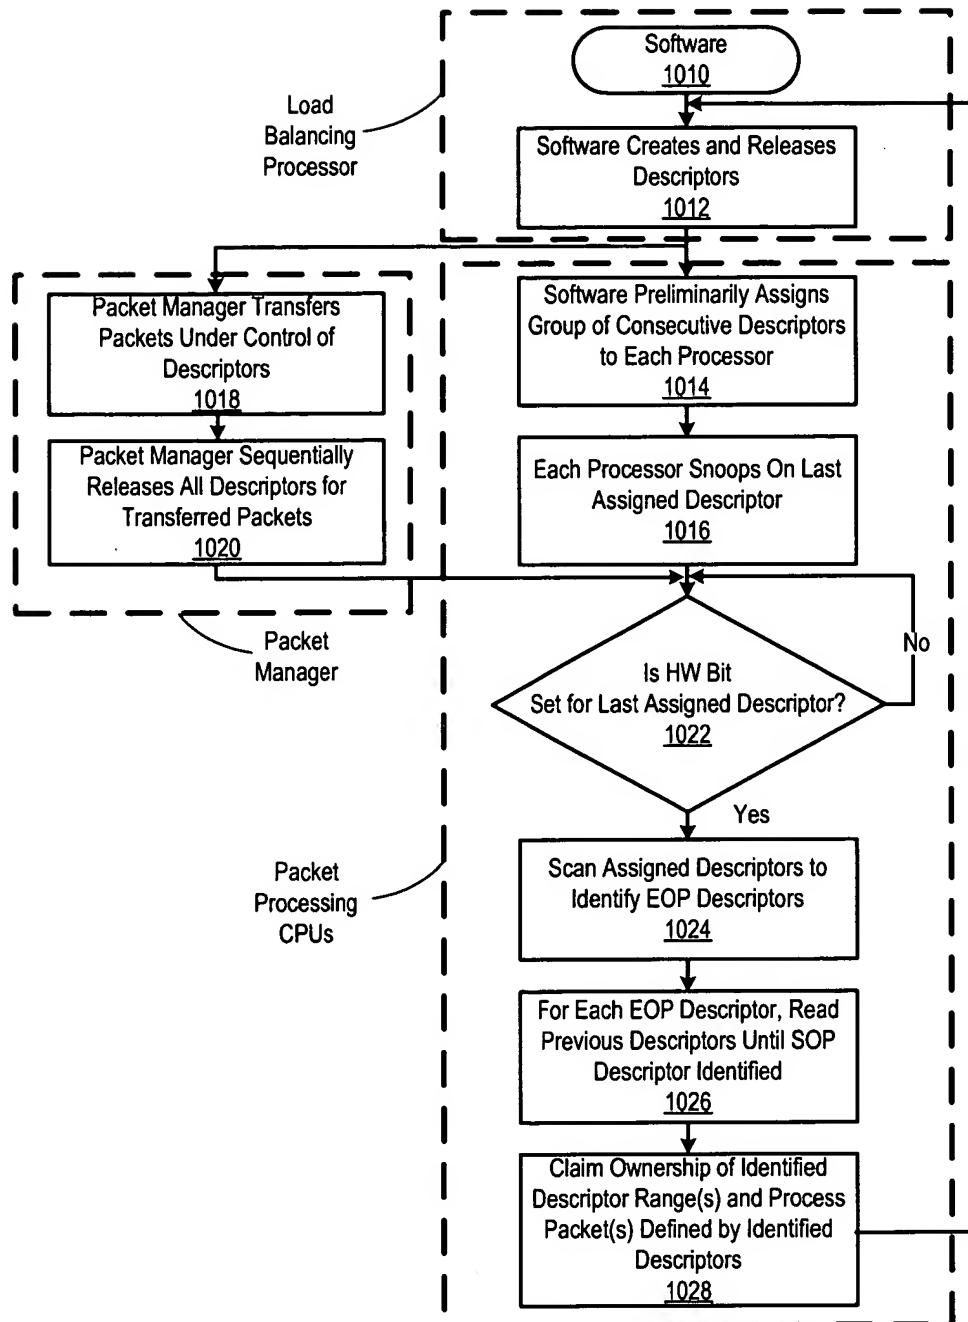 Software
1010
Load
Balancing
Processor
Software Creates and Releases
Descriptors
1012
Packet Manager Transfers
Packets Under Control of
Descriptors
1018
Software Preliminarily Assigns
Group of Consecutive Descriptors
to Each Processor
1014
Packet Manager Sequentially
Releases All Descriptors for
Transferred Packets
1020
Each Processor Snoops On Last
Assigned Descriptor
1016
Packet
Manager
No
Is HW Bit
Set for Last Assigned Descriptor?
1022
Yes
Packet
Processing
CPUs
Scan Assigned Descriptors to
Identify EOP Descriptors
1024
For Each EOP Descriptor, Read
Previous Descriptors Until SOP
Descriptor Identified
1026
Claim Ownership of Identified
Descriptor Range(s) and Process
Packet(s) Defined by Identified
Descriptors
1028